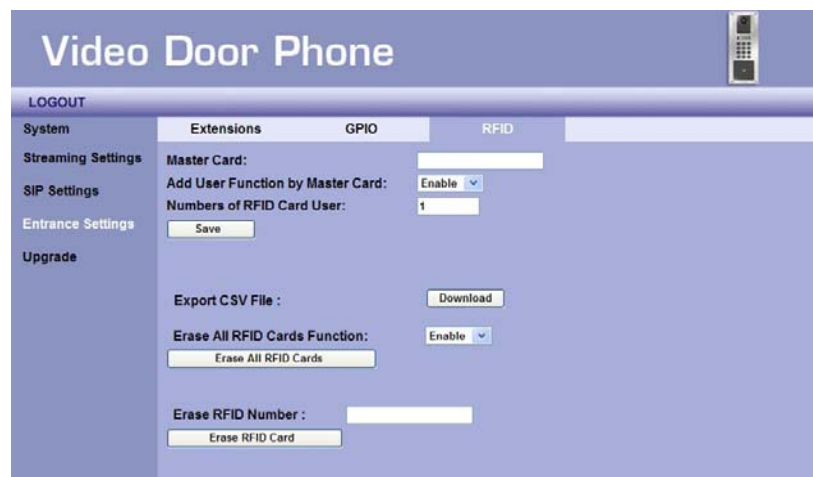 Video Door Phone
LOGOUT
System
Streaming Settings
SIP Settings
Entrance Settings
Upgrade
Extensions
GPIO
RFID
Master Card:
Add User Function by Master Card:
Enable
Numbers of RFID Card User:
1
Save
Export CSV File :
Download
Erase All RFID Cards Function:
Enable
Erase All RFID Cards
Erase RFID Number :
Erase RFID Card